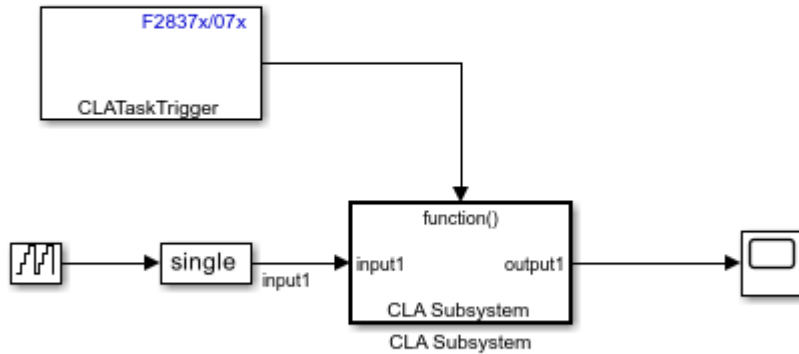 F2837x/07x
CLATaskTrigger
function()
single
input1
input1
output1
CLA Subsystem
CLA Subsystem